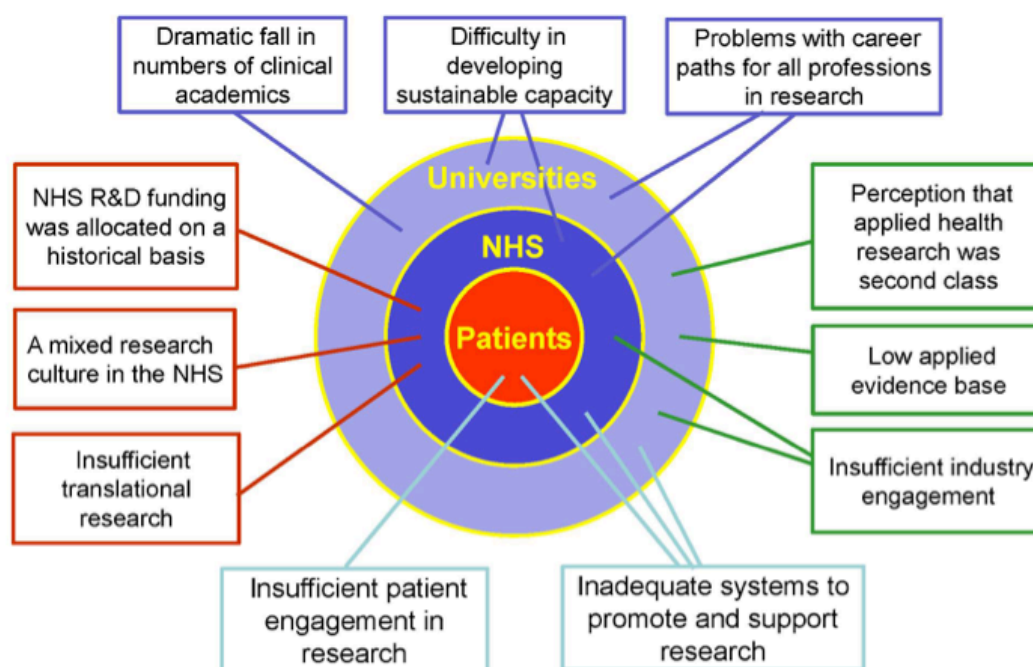 Dramatic fall in
numbers of clinical
academics
Difficulty in
developing
sustainable capacity
Problems with career
paths for all professions
in research
NHS R&D funding
was allocated on a
historical basis
A mixed research
culture in the NHS
Insufficient
translational
research
Universities
NHS
Patients
Perception that
applied health
research was
second class
Low applied
evidence base
Insufficient industry
engagement
Insufficient patient
engagement in
research
Inadequate systems to
promote and support
research